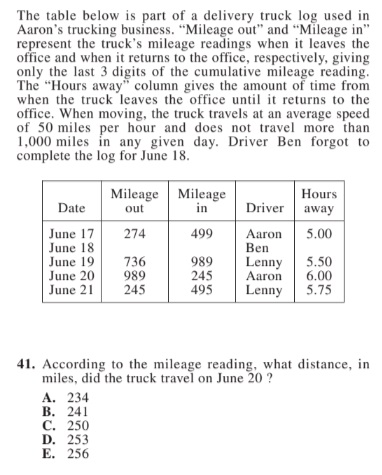 The table below is part of a delivery truck log used in
Aaron's trucking business. “Mileage out” and “Mileage in”
represent the truck's mileage readings when it leaves the
office and when it returns to the office, respectively, giving
only the last 3 digits of the cumulative mileage reading.
The “Hours away” column gives the amount of time from
when the truck leaves the office until it returns to the
office. When moving, the truck travels at an average speed
of 50 miles per hour and does not travel more than
1,000 miles in any given day. Driver Ben forgot to
complete the log for June 18.
Date Mileage out Mileage in Driver Hours away
June 17 274 499 Aaron 5.00
June 18 Ben
June 19 736 989 Lenny 5.50
June 20 989 245 Aaron 6.00
June 21 245 495 Lenny 5.75
41. According to the mileage reading, what distance, in
miles, did the truck travel on June 20 ?
A. 234
B. 241
C. 250
D. 253
E. 256